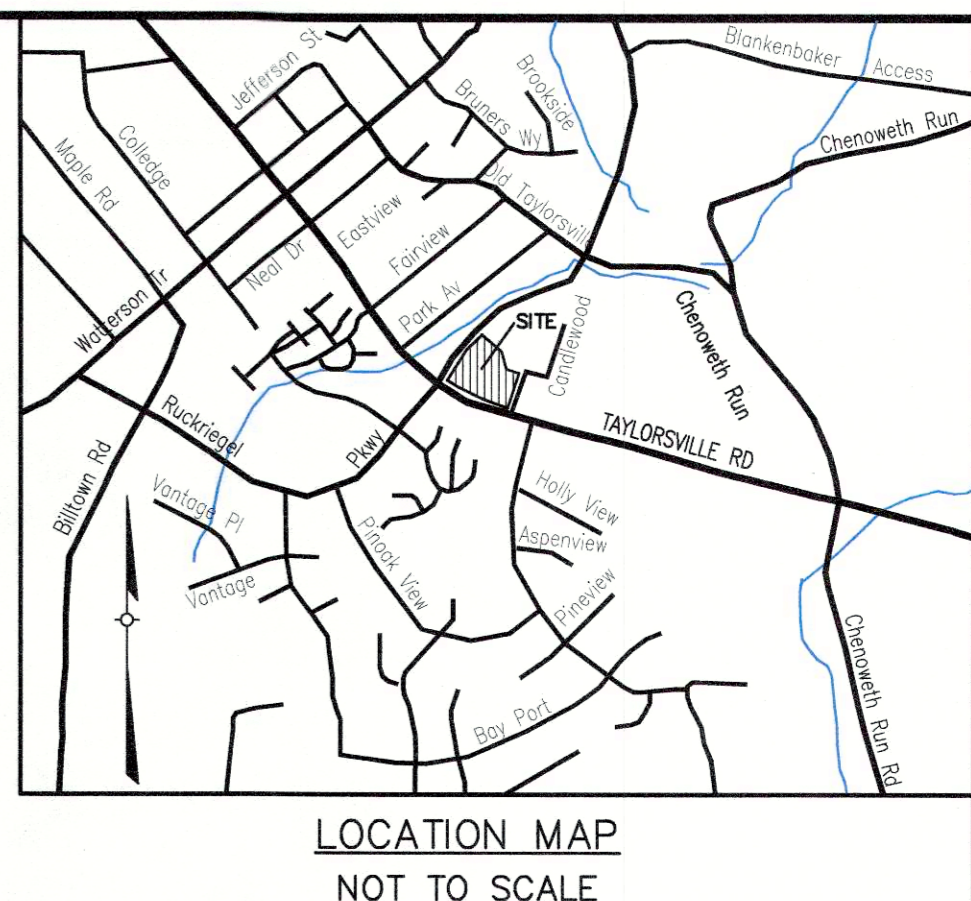 Blankenbaker Access
Jefferson St
Brookside
Bruners Wy
Chenoweth Run
Colledge
Maple Rd
Old Taylorsville
Eastview
Fairview
Neal Dr
Park Av
Watterson Tr
SITE
Candlewood
Chenoweth Run
Ruckriegel
Pkwy
TAYLORSVILLE RD
Billtown Rd
Holly View
Vantage Pl
Aspenview
Pinoak View
Pineview
Vantage
Chenoweth Run Rd
Bay Port
LOCATION MAP
NOT TO SCALE